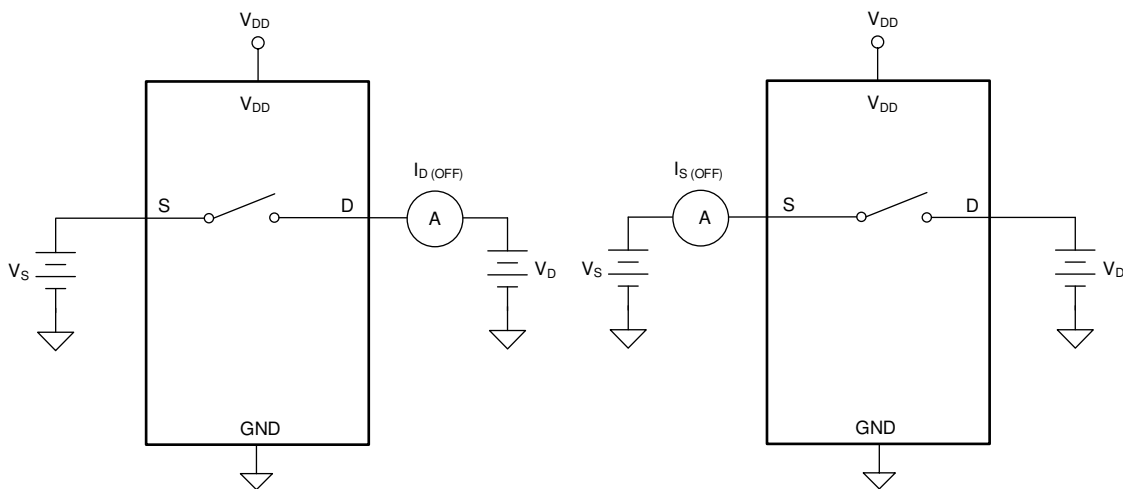 VDD
VDD
ID (OFF)
S
D
A
VS
VD
GND
VDD
VDD
IS (OFF)
A
S
D
VS
VD
GND